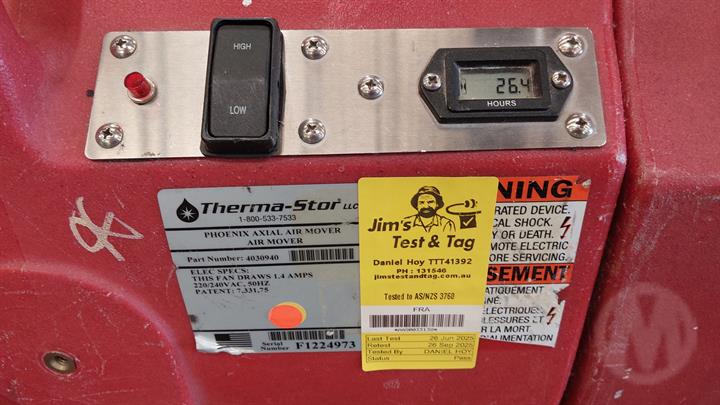 HIGH
LOW
26.4
HOURS
Therma-Stor LLC
1-800-533-7533
PHOENIX AXIAL AIR MOVER
AIR MOVER
Part Number: 4030940
ELEC SPECS:
THIS FAN DRAWS 1.4 AMPS
220/240VAC, 50HZ
PATENT: 7,331,75
Serial
Number F1224973
Jim's
Test & Tag
Daniel Hoy TTT41392
PH : 131546
jimstestandtag.com.au
Tested to AS/NZS 3760
FRA
Last Test 26 Jun 2025
Retest 26 Sep 2025
Tested By DANIEL HOY
Status Pass
NING
RATED DEVICE.
CAL SHOCK.
Y OR DEATH.
MOTE ELECTRIC
ORE SERVICING.
SEMENT
ATIQUEMENT
NNÉ.
LESSURES ET
R LA MORT.
D'ALIMENTATION